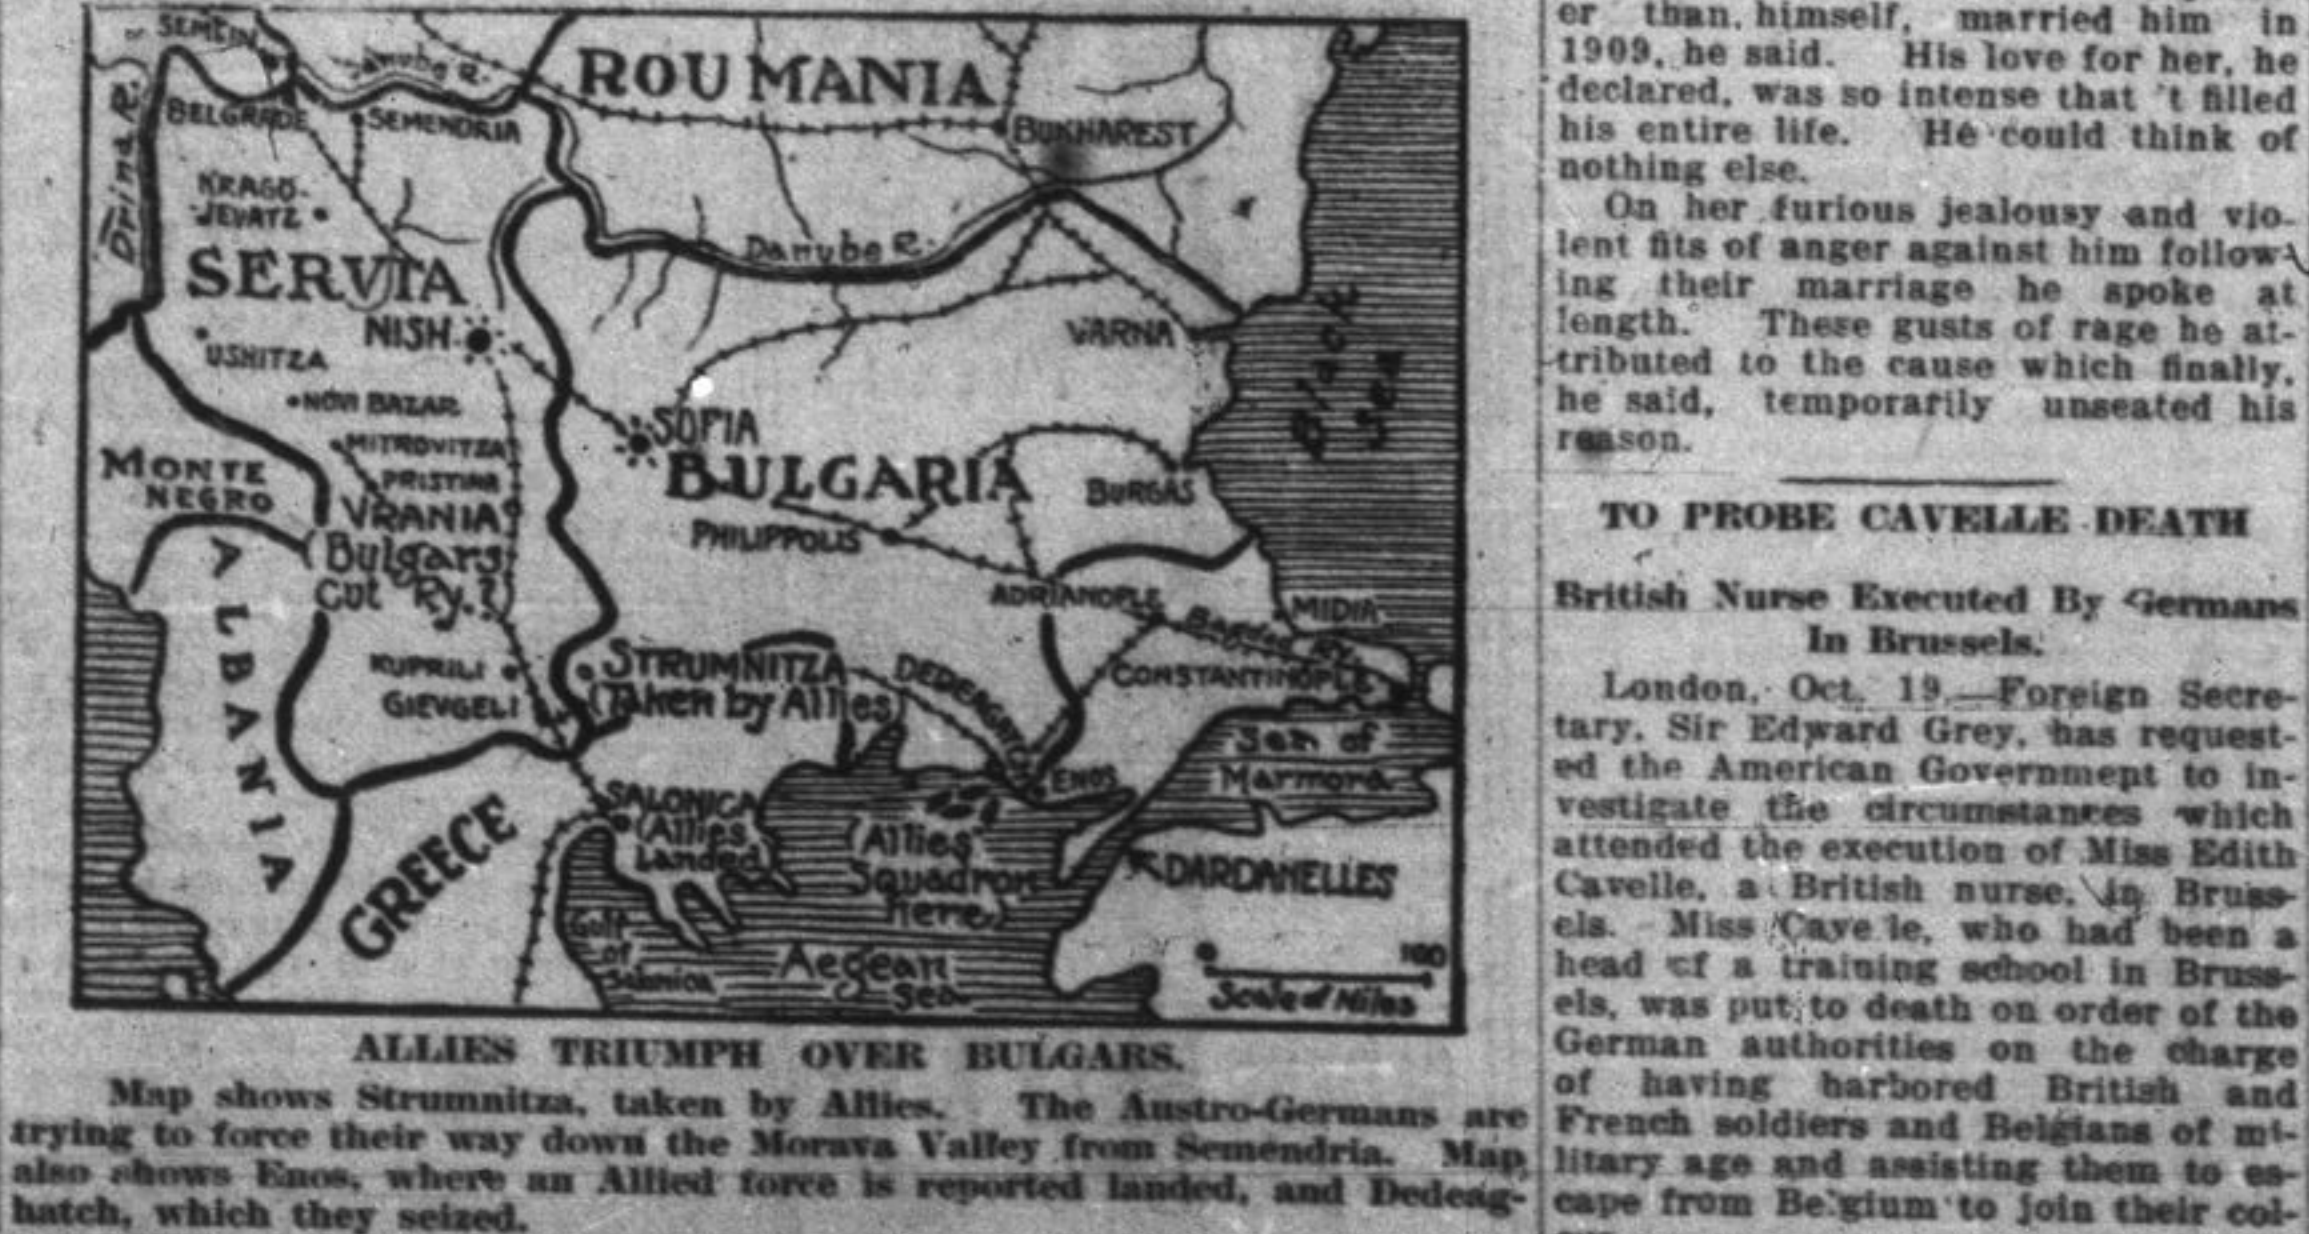 SEMLIN
Danube R.
ROUMANIA
Drina R.
BELGRADE
SEMENDRIA
BUKHAREST
KRAGO-
JEVATZ
Danube R.
SERVIA
NISH
USHITZA
VARNA
Black
Sea
NOVI BAZAR
SOFIA
MITROVITZA
MONTE
NEGRO
PRISTINA
BULGARIA
BURGAS
VRANIA
(Bulgars
cut Ry.?
PHILIPPOLIS
ALBANIA
ADRIANOPLE
MIDIA
Bagdad Ry.
KUPRILI
STRUMNITZA
(Taken by Allies
DEDEAGATCH
CONSTANTINOPLE
GIEVGELI
Sea of
Marmora
ENOS
SALONICA
(Allies
Landed
GREECE
(Allies'
Squadron
Here)
DARDANELLES
Gulf
of
Salonica
Aegean
Sea
0 100
Scale of Miles
ALLIES TRIUMPH OVER BULGARS.
Map shows Strumnitza, taken by Allies. The Austro-Germans are
trying to force their way down the Morava Valley from Semendria. Map
also shows Enos, where an Allied force is reported landed, and Dedeag-
hatch, which they seized.
er than himself, married him in
1909, he said. His love for her, he
declared, was so intense that 't filled
his entire life. He could think of
nothing else.
On her furious jealousy and vio-
lent fits of anger against him follow-
ing their marriage he spoke at
length. These gusts of rage he at-
tributed to the cause which finally,
he said, temporarily unseated his
reason.
TO PROBE CAVELLE DEATH
British Nurse Executed By Germans
In Brussels.
London, Oct. 19.—Foreign Secre-
tary, Sir Edward Grey, has request-
ed the American Government to in-
vestigate the circumstances which
attended the execution of Miss Edith
Cavelle, a British nurse, in Bruss-
els. Miss Cave le, who had been a
head of a training school in Bruss-
els, was put to death on order of the
German authorities on the charge
of having harbored British and
French soldiers and Belgians of mi-
litary age and assisting them to es-
cape from Belgium to join their col-